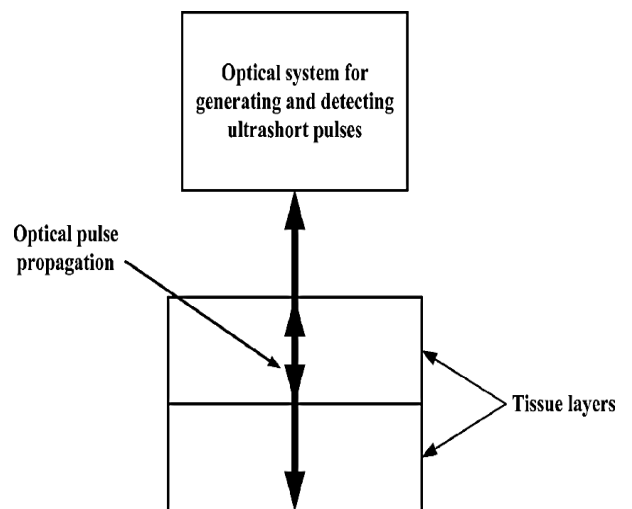 Optical system for
generating and detecting
ultrashort pulses
Optical pulse
propagation
Tissue layers